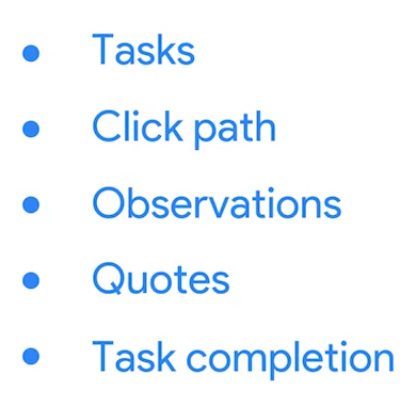 • Tasks
• Click path
• Observations
• Quotes
• Task completion